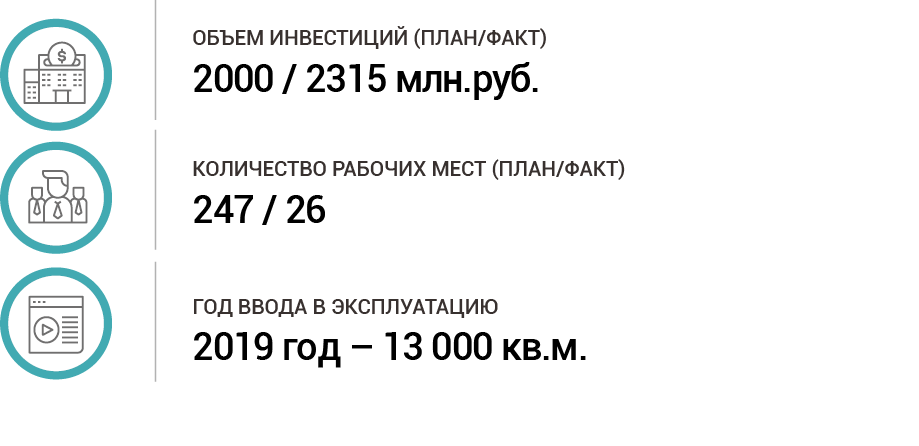 ОБЪЕМ ИНВЕСТИЦИЙ (ПЛАН/ФАКТ)
2000 / 2315 млн.руб.
КОЛИЧЕСТВО РАБОЧИХ МЕСТ (ПЛАН/ФАКТ)
247 / 26
ГОД ВВОДА В ЭКСПЛУАТАЦИЮ
2019 год – 13 000 кв.м.